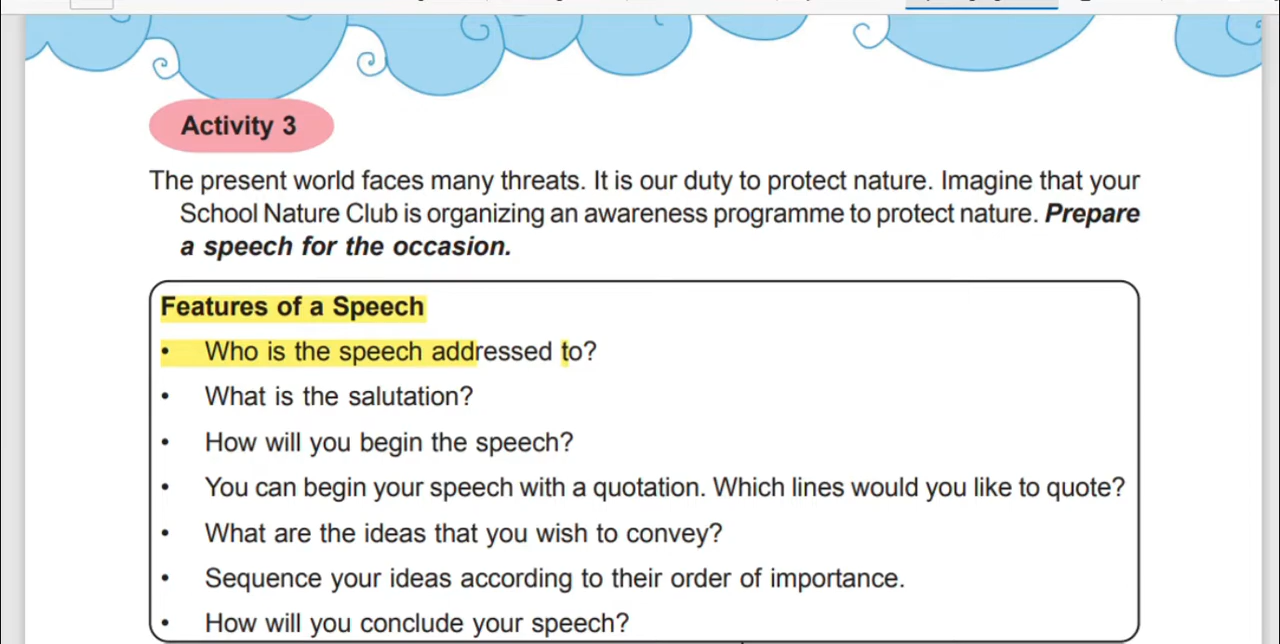 Activity 3
The present world faces many threats. It is our duty to protect nature. Imagine that your
School Nature Club is organizing an awareness programme to protect nature. Prepare
a speech for the occasion.
Features of a Speech
• Who is the speech addressed to?
• What is the salutation?
• How will you begin the speech?
• You can begin your speech with a quotation. Which lines would you like to quote?
• What are the ideas that you wish to convey?
• Sequence your ideas according to their order of importance.
• How will you conclude your speech?